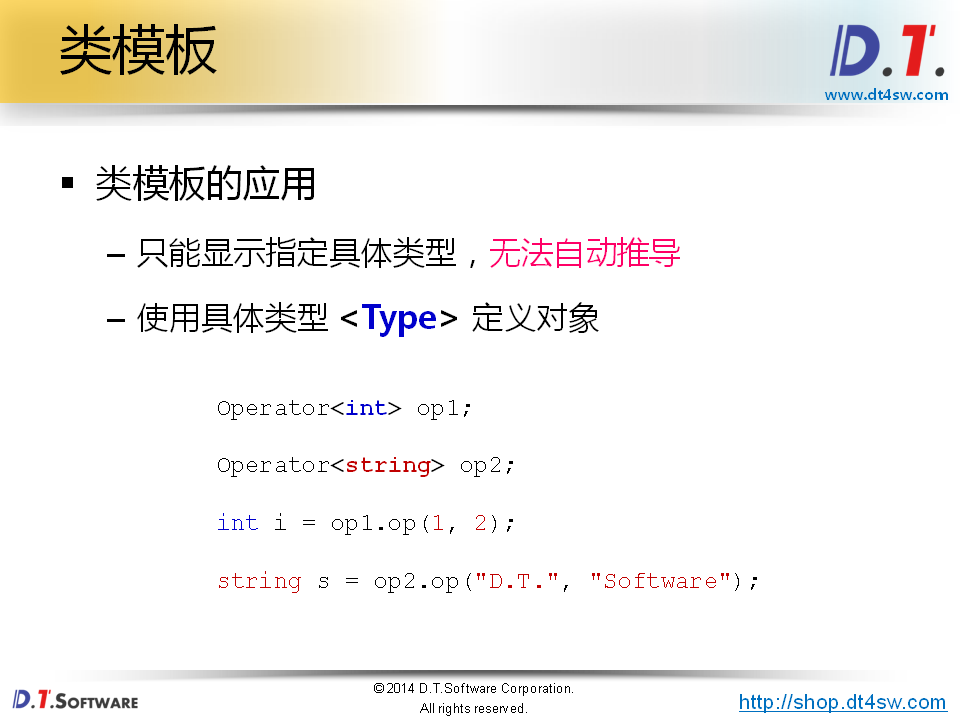 类模板
D.T.
www.dt4sw.com
▪ 类模板的应用
– 只能显示指定具体类型，无法自动推导
– 使用具体类型 <Type> 定义对象
Operator<int> op1;
Operator<string> op2;
int i = op1.op(1, 2);
string s = op2.op("D.T.", "Software");
D.T.SOFTWARE
©2014 D.T.Software Corporation.
All rights reserved.
http://shop.dt4sw.com